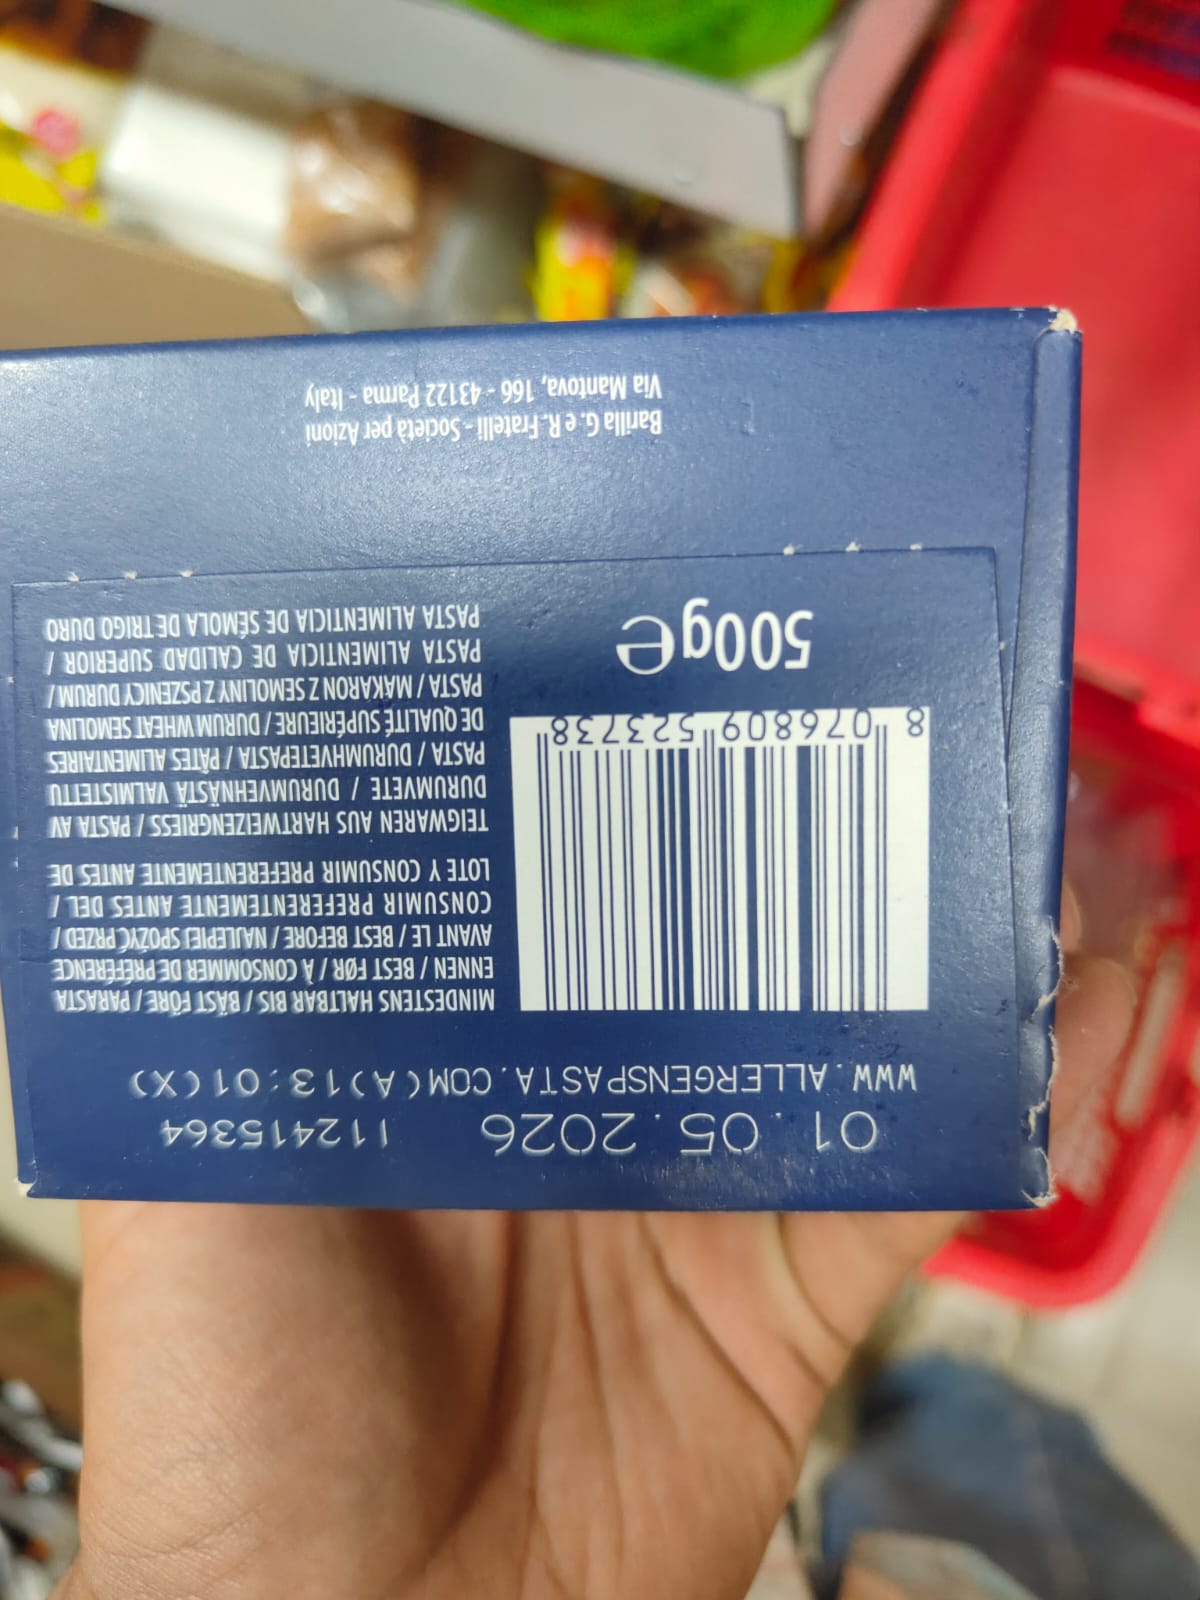 01.05.2026 112415364
WWW.ALLERGENSPASTA.COM(A)13:01(X)
MINDESTENS HALTBAR BIS / BÄST FÖRE / PARASTA
ENNEN / BEST FØR / À CONSOMMER DE PRÉFÉRENCE
AVANT LE / BEST BEFORE / NAJLEPIEJ SPOŻYĆ PRZED /
CONSUMIR PREFERENTEMENTE ANTES DEL /
LOTE Y CONSUMIR PREFERENTEMENTE ANTES DE
TEIGWAREN AUS HARTWEIZENGRIESS / PASTA AV
DURUMVETE / DURUMVEHNÄSTÄ VALMISTETTU
PASTA / DURUMHVETEPASTA / PÂTES ALIMENTAIRES
DE QUALITÉ SUPÉRIEURE / DURUM WHEAT SEMOLINA
PASTA / MAKARON Z SEMOLINY Z PSZENICY DURUM /
PASTA ALIMENTICIA DE CALIDAD SUPERIOR /
PASTA ALIMENTICIA DE SÉMOLA DE TRIGO DURO
8 076809 523738
500g℮
Barilla G. e R. Fratelli - Società per Azioni
Via Mantova, 166 - 43122 Parma - Italy